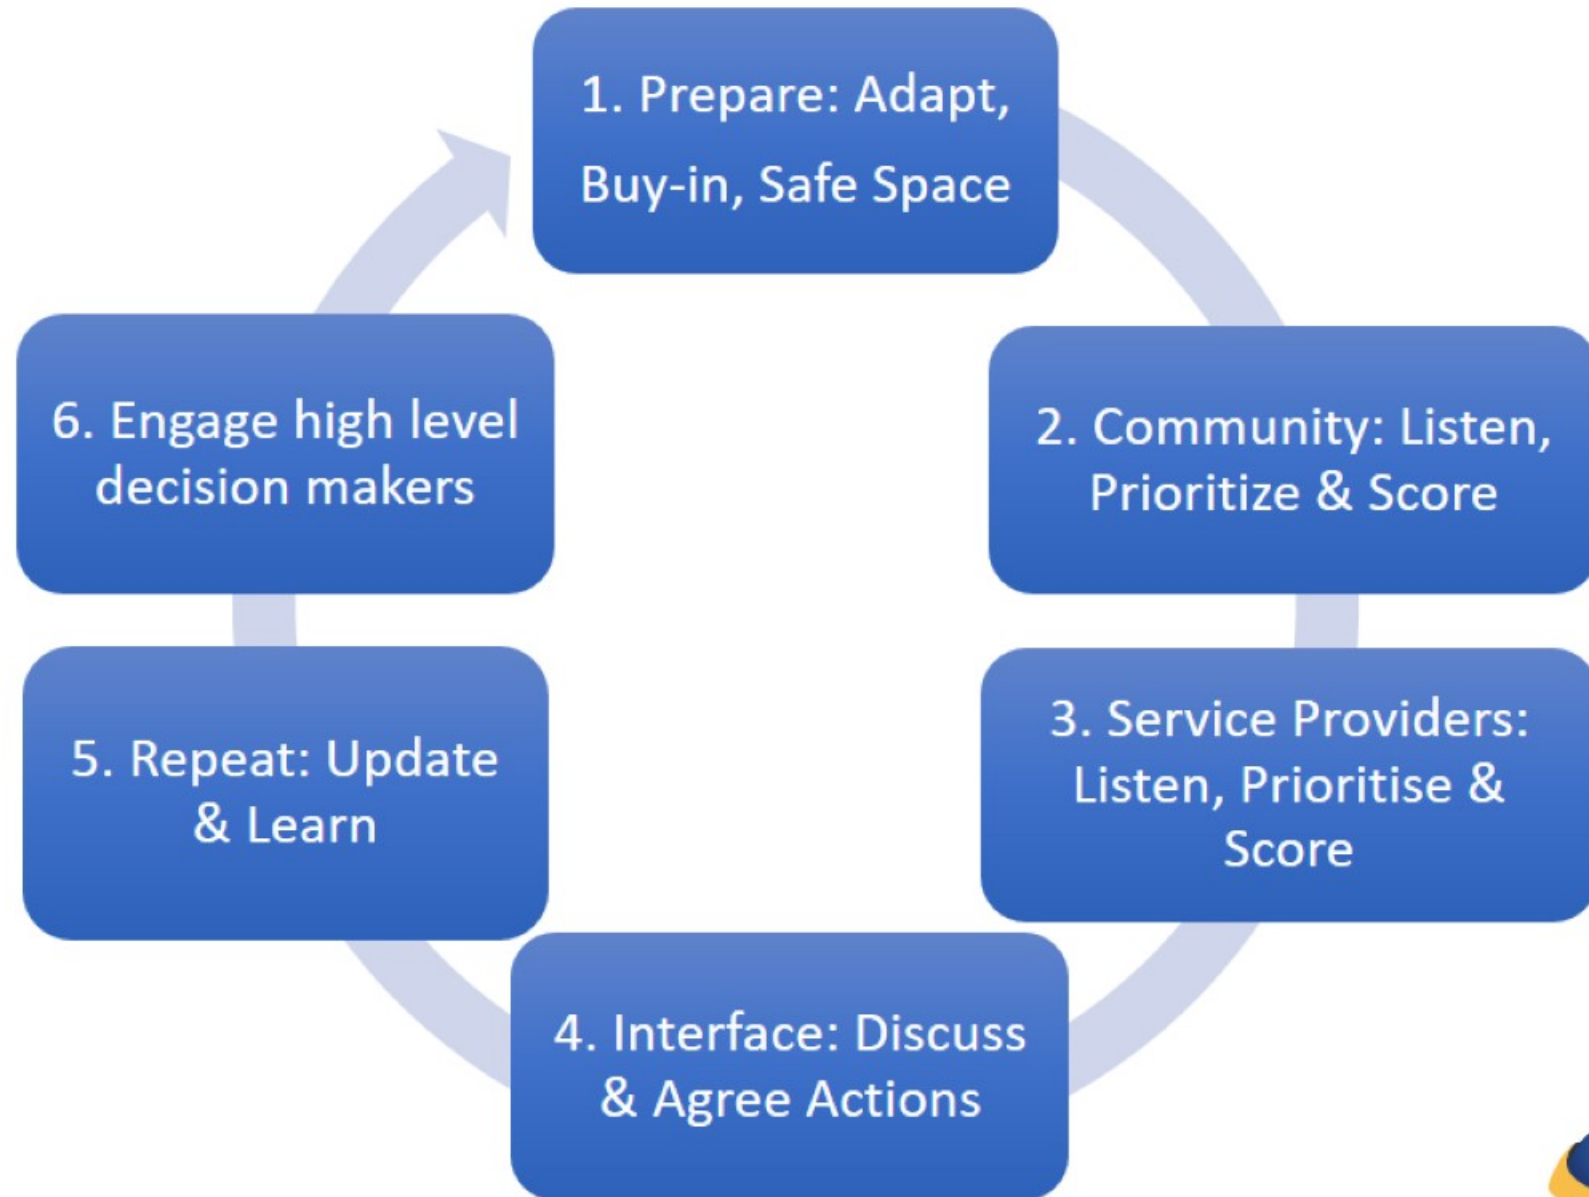 1. Prepare: Adapt,
Buy-in, Safe Space
2. Community: Listen,
Prioritize & Score
3. Service Providers:
Listen, Prioritise &
Score
4. Interface: Discuss
& Agree Actions
5. Repeat: Update
& Learn
6. Engage high level
decision makers